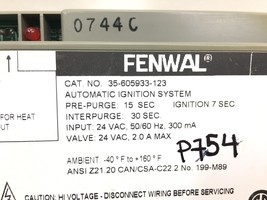 0744C
FENWAL®
CAT. NO. 35-605933-123
AUTOMATIC IGNITION SYSTEM
PRE-PURGE: 15 SEC IGNITION 7 SEC
INTERPURGE: 30 SEC.
INPUT: 24 VAC, 50/60 Hz, 300 mA
VALVE: 24 VAC, 2.0 A MAX
P754
FOR HEAT
OUT
AMBIENT -40 °F to +160 °F
ANSI Z21.20 CAN/CSA-C22.2 No. 199-M89
CAUTION: HI VOLTAGE - DISCONNECT WIRING BEFORE SERVICING